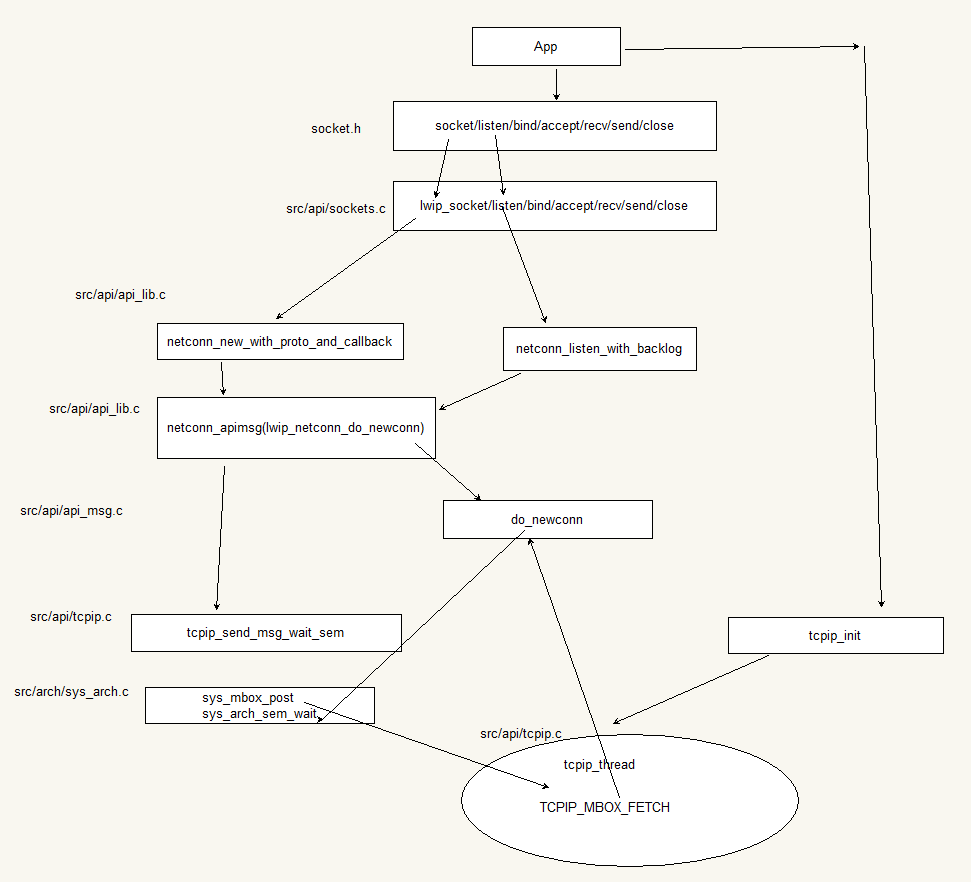 App
socket.h
socket/listen/bind/accept/recv/send/close
src/api/sockets.c
lwip_socket/listen/bind/accept/recv/send/close
src/api/api_lib.c
netconn_new_with_proto_and_callback
netconn_listen_with_backlog
src/api/api_lib.c
netconn_apimsg(lwip_netconn_do_newconn)
src/api/api_msg.c
do_newconn
src/api/tcpip.c
tcpip_send_msg_wait_sem
tcpip_init
src/arch/sys_arch.c
sys_mbox_post
sys_arch_sem_wait
src/api/tcpip.c
tcpip_thread
TCPIP_MBOX_FETCH